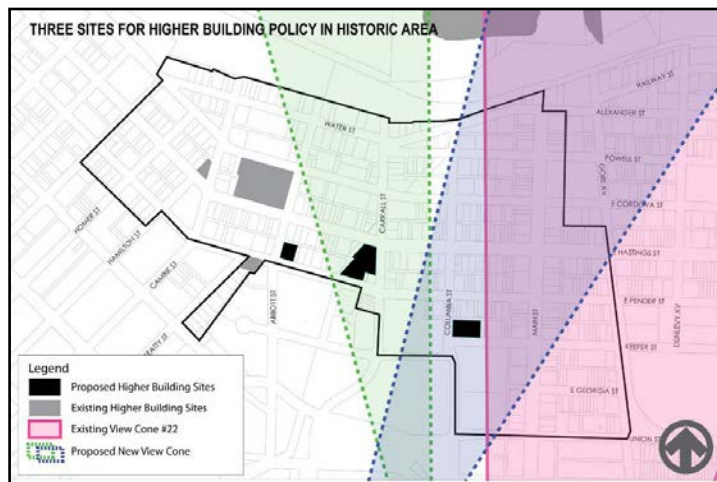 THREE SITES FOR HIGHER BUILDING POLICY IN HISTORIC AREA
RAILWAY ST
ALEXANDER ST
WATER ST
POWELL ST
GORE AV
CARRALL ST
E CORDOVA ST
HOMER ST
HAMILTON ST
E HASTINGS ST
CAMBIE ST
E PENDER ST
ABBOTT ST
COLUMBIA ST
MAIN ST
DUNLEVY AV
KEEFER ST
BEATTY ST
E GEORGIA ST
UNION ST
Legend
Proposed Higher Building Sites
Existing Higher Building Sites
Existing View Cone #22
Proposed New View Cone